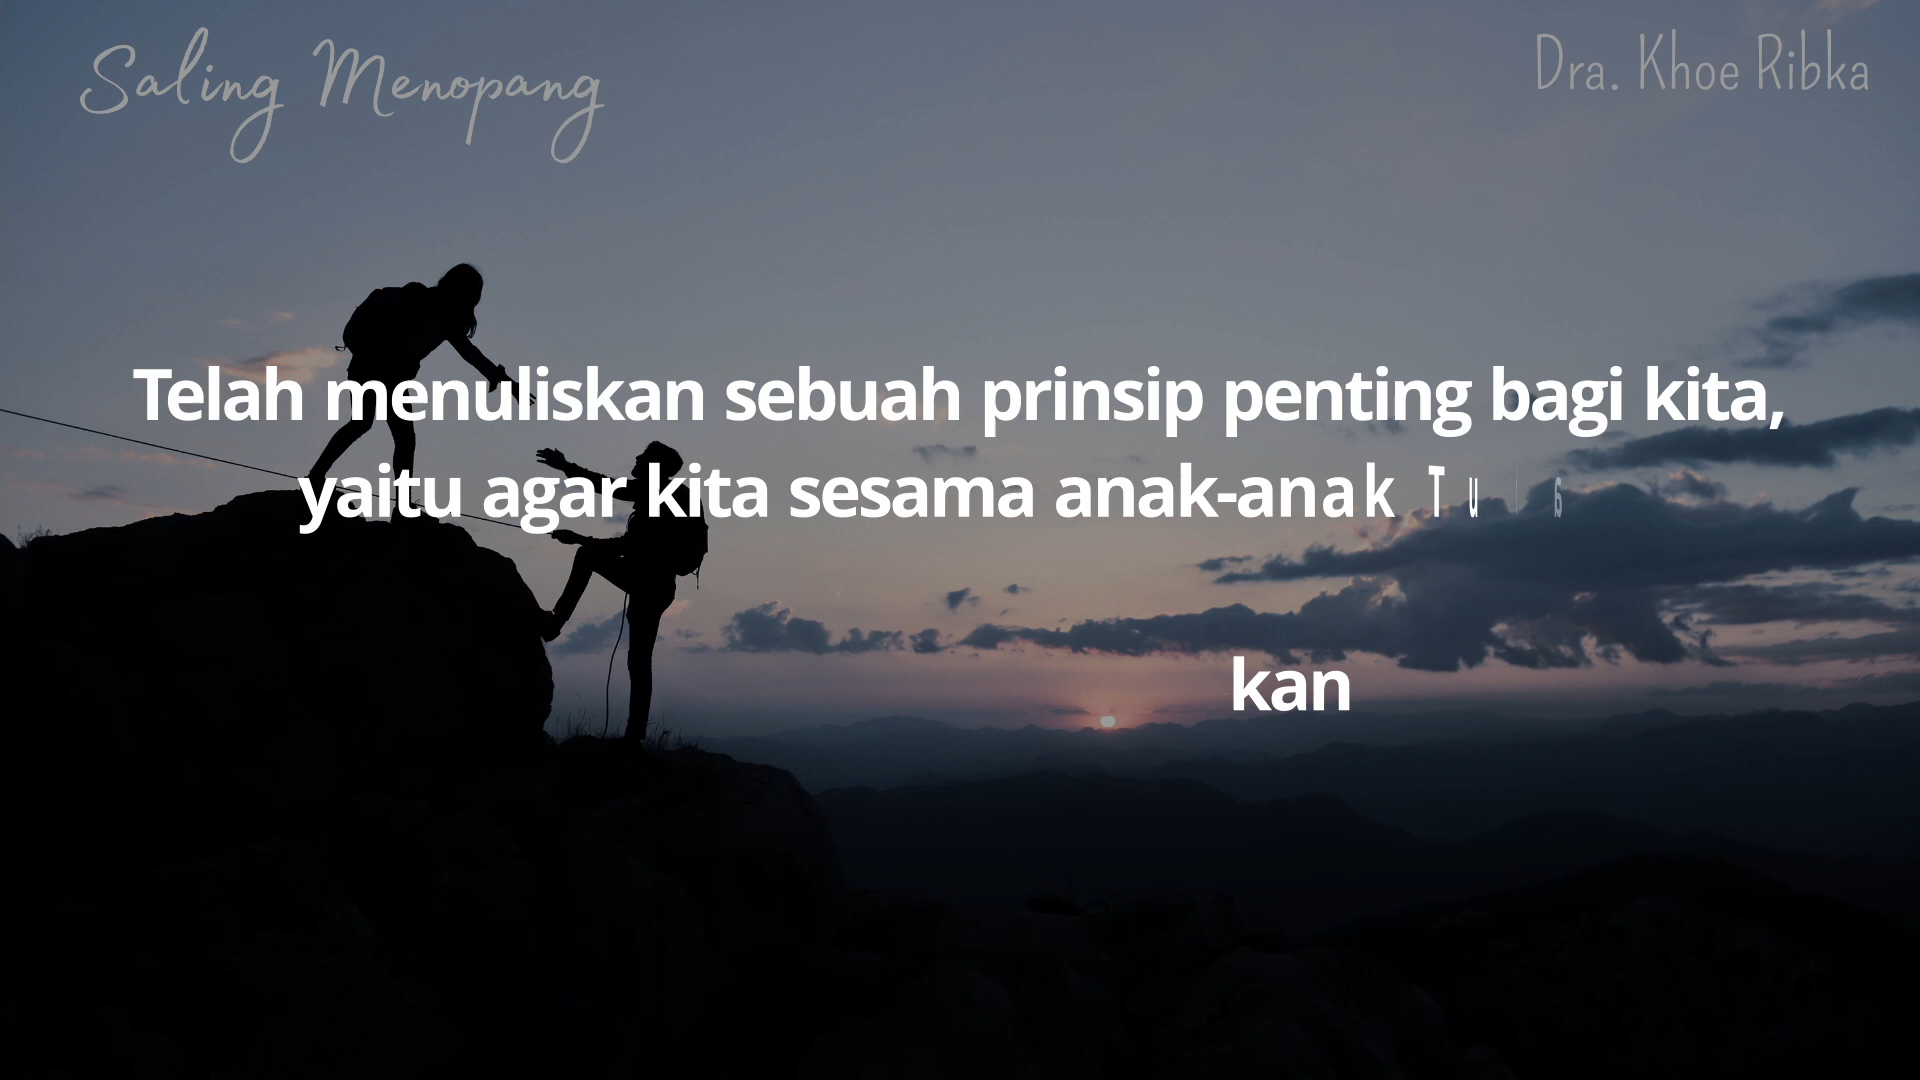 Saling Menopang
Dra. Khoe Ribka
Telah menuliskan sebuah prinsip penting bagi kita,
yaitu agar kita sesama anak-anak
kan